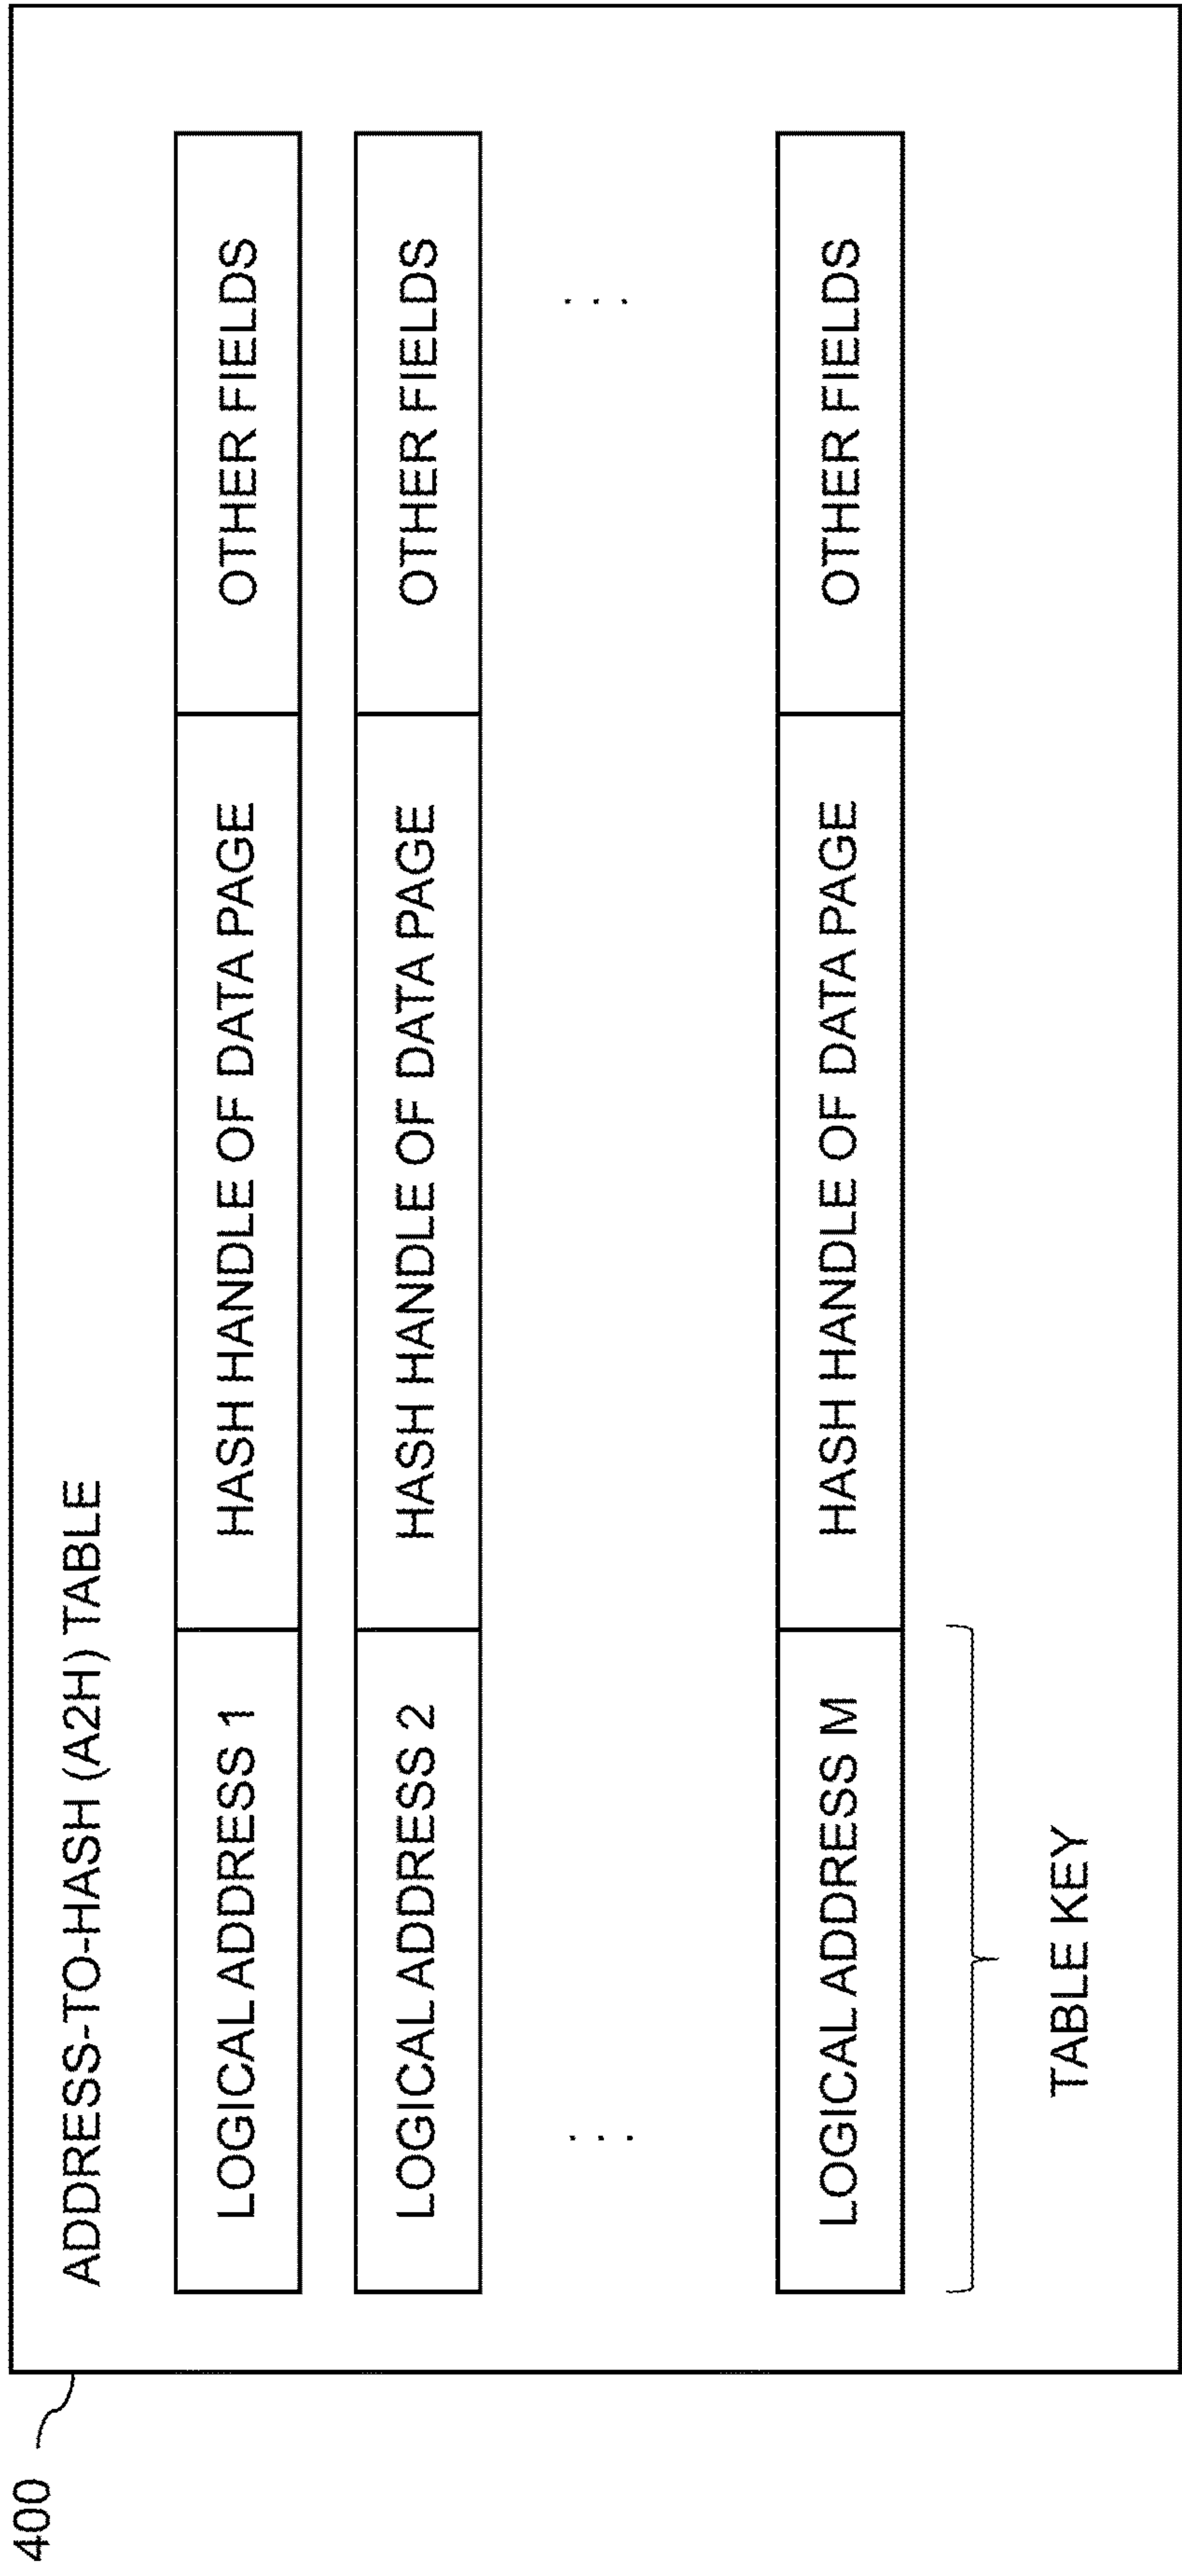 400
ADDRESS-TO-HASH (A2H) TABLE
LOGICAL ADDRESS 1 HASH HANDLE OF DATA PAGE OTHER FIELDS
LOGICAL ADDRESS 2 HASH HANDLE OF DATA PAGE OTHER FIELDS
. . . . . .
LOGICAL ADDRESS M HASH HANDLE OF DATA PAGE OTHER FIELDS
TABLE KEY